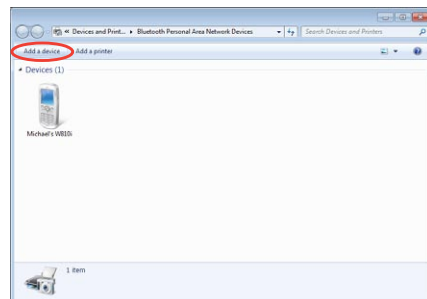 « Devices and Print... ▸ Bluetooth Personal Area Network Devices
Search Devices and Printers
Add a device
Add a printer
Devices (1)
Michael's W810i
1 item